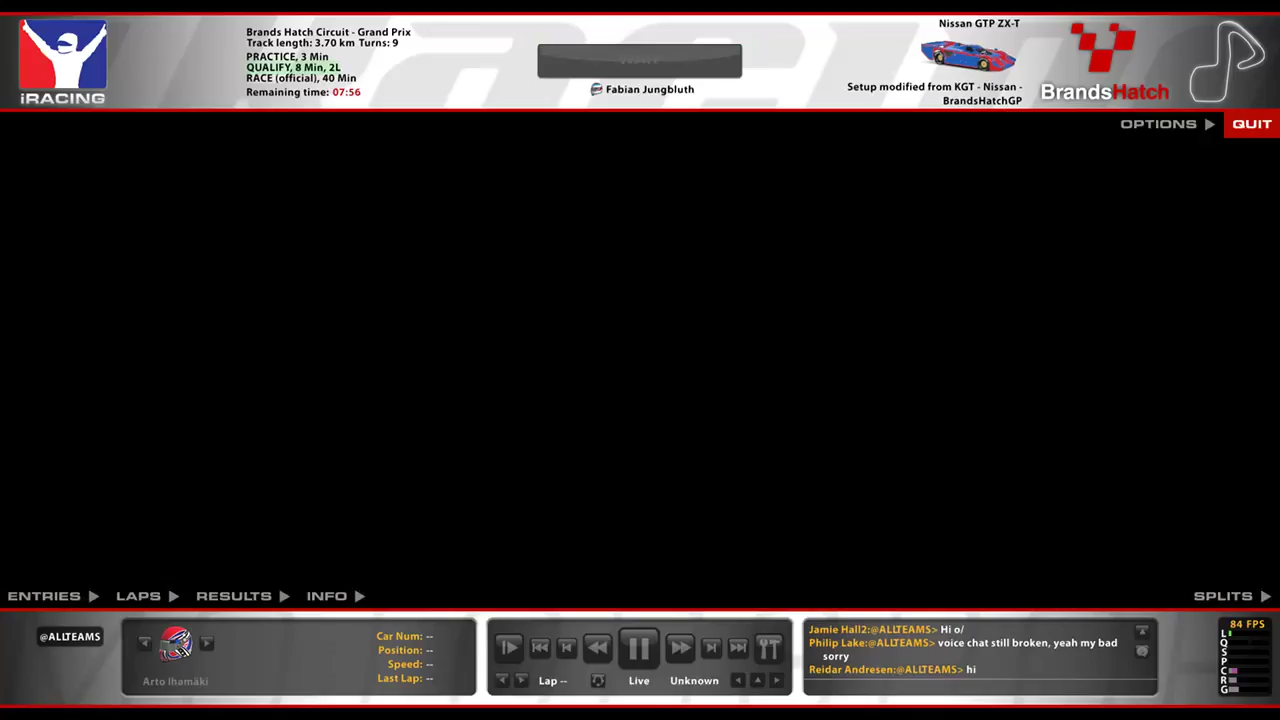 iRACING
Brands Hatch Circuit - Grand Prix
Track length: 3.70 km Turns: 9
PRACTICE, 3 Min
QUALIFY, 8 Min, 2L
RACE (official), 40 Min
Remaining time: 07:56
Fabian Jungbluth
Nissan GTP ZX-T
Setup modified from KGT - Nissan -
BrandsHatchGP
BrandsHatch
OPTIONS
QUIT
ENTRIES
LAPS
RESULTS
INFO
SPLITS
@ALLTEAMS
Arto Ihamäki
Car Num: --
Position: --
Speed: --
Last Lap: --
Lap --
Live
Unknown
Jamie Hall2:@ALLTEAMS> Hi o/
Philip Lake:@ALLTEAMS> voice chat still broken, yeah my bad
sorry
Reidar Andresen:@ALLTEAMS> hi
84 FPS
L
Q
S
P
C
R
G